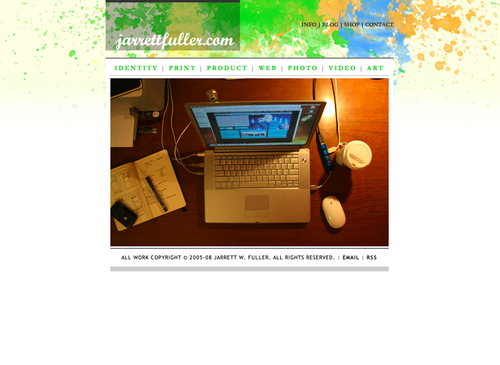 jarrettfuller.com
INFO | BLOG | SHOP | CONTACT
IDENTITY | PRINT | PRODUCT | WEB | PHOTO | VIDEO | ART
ALL WORK COPYRIGHT © 2005-08 JARRETT W. FULLER. ALL RIGHTS RESERVED. | EMAIL | RSS